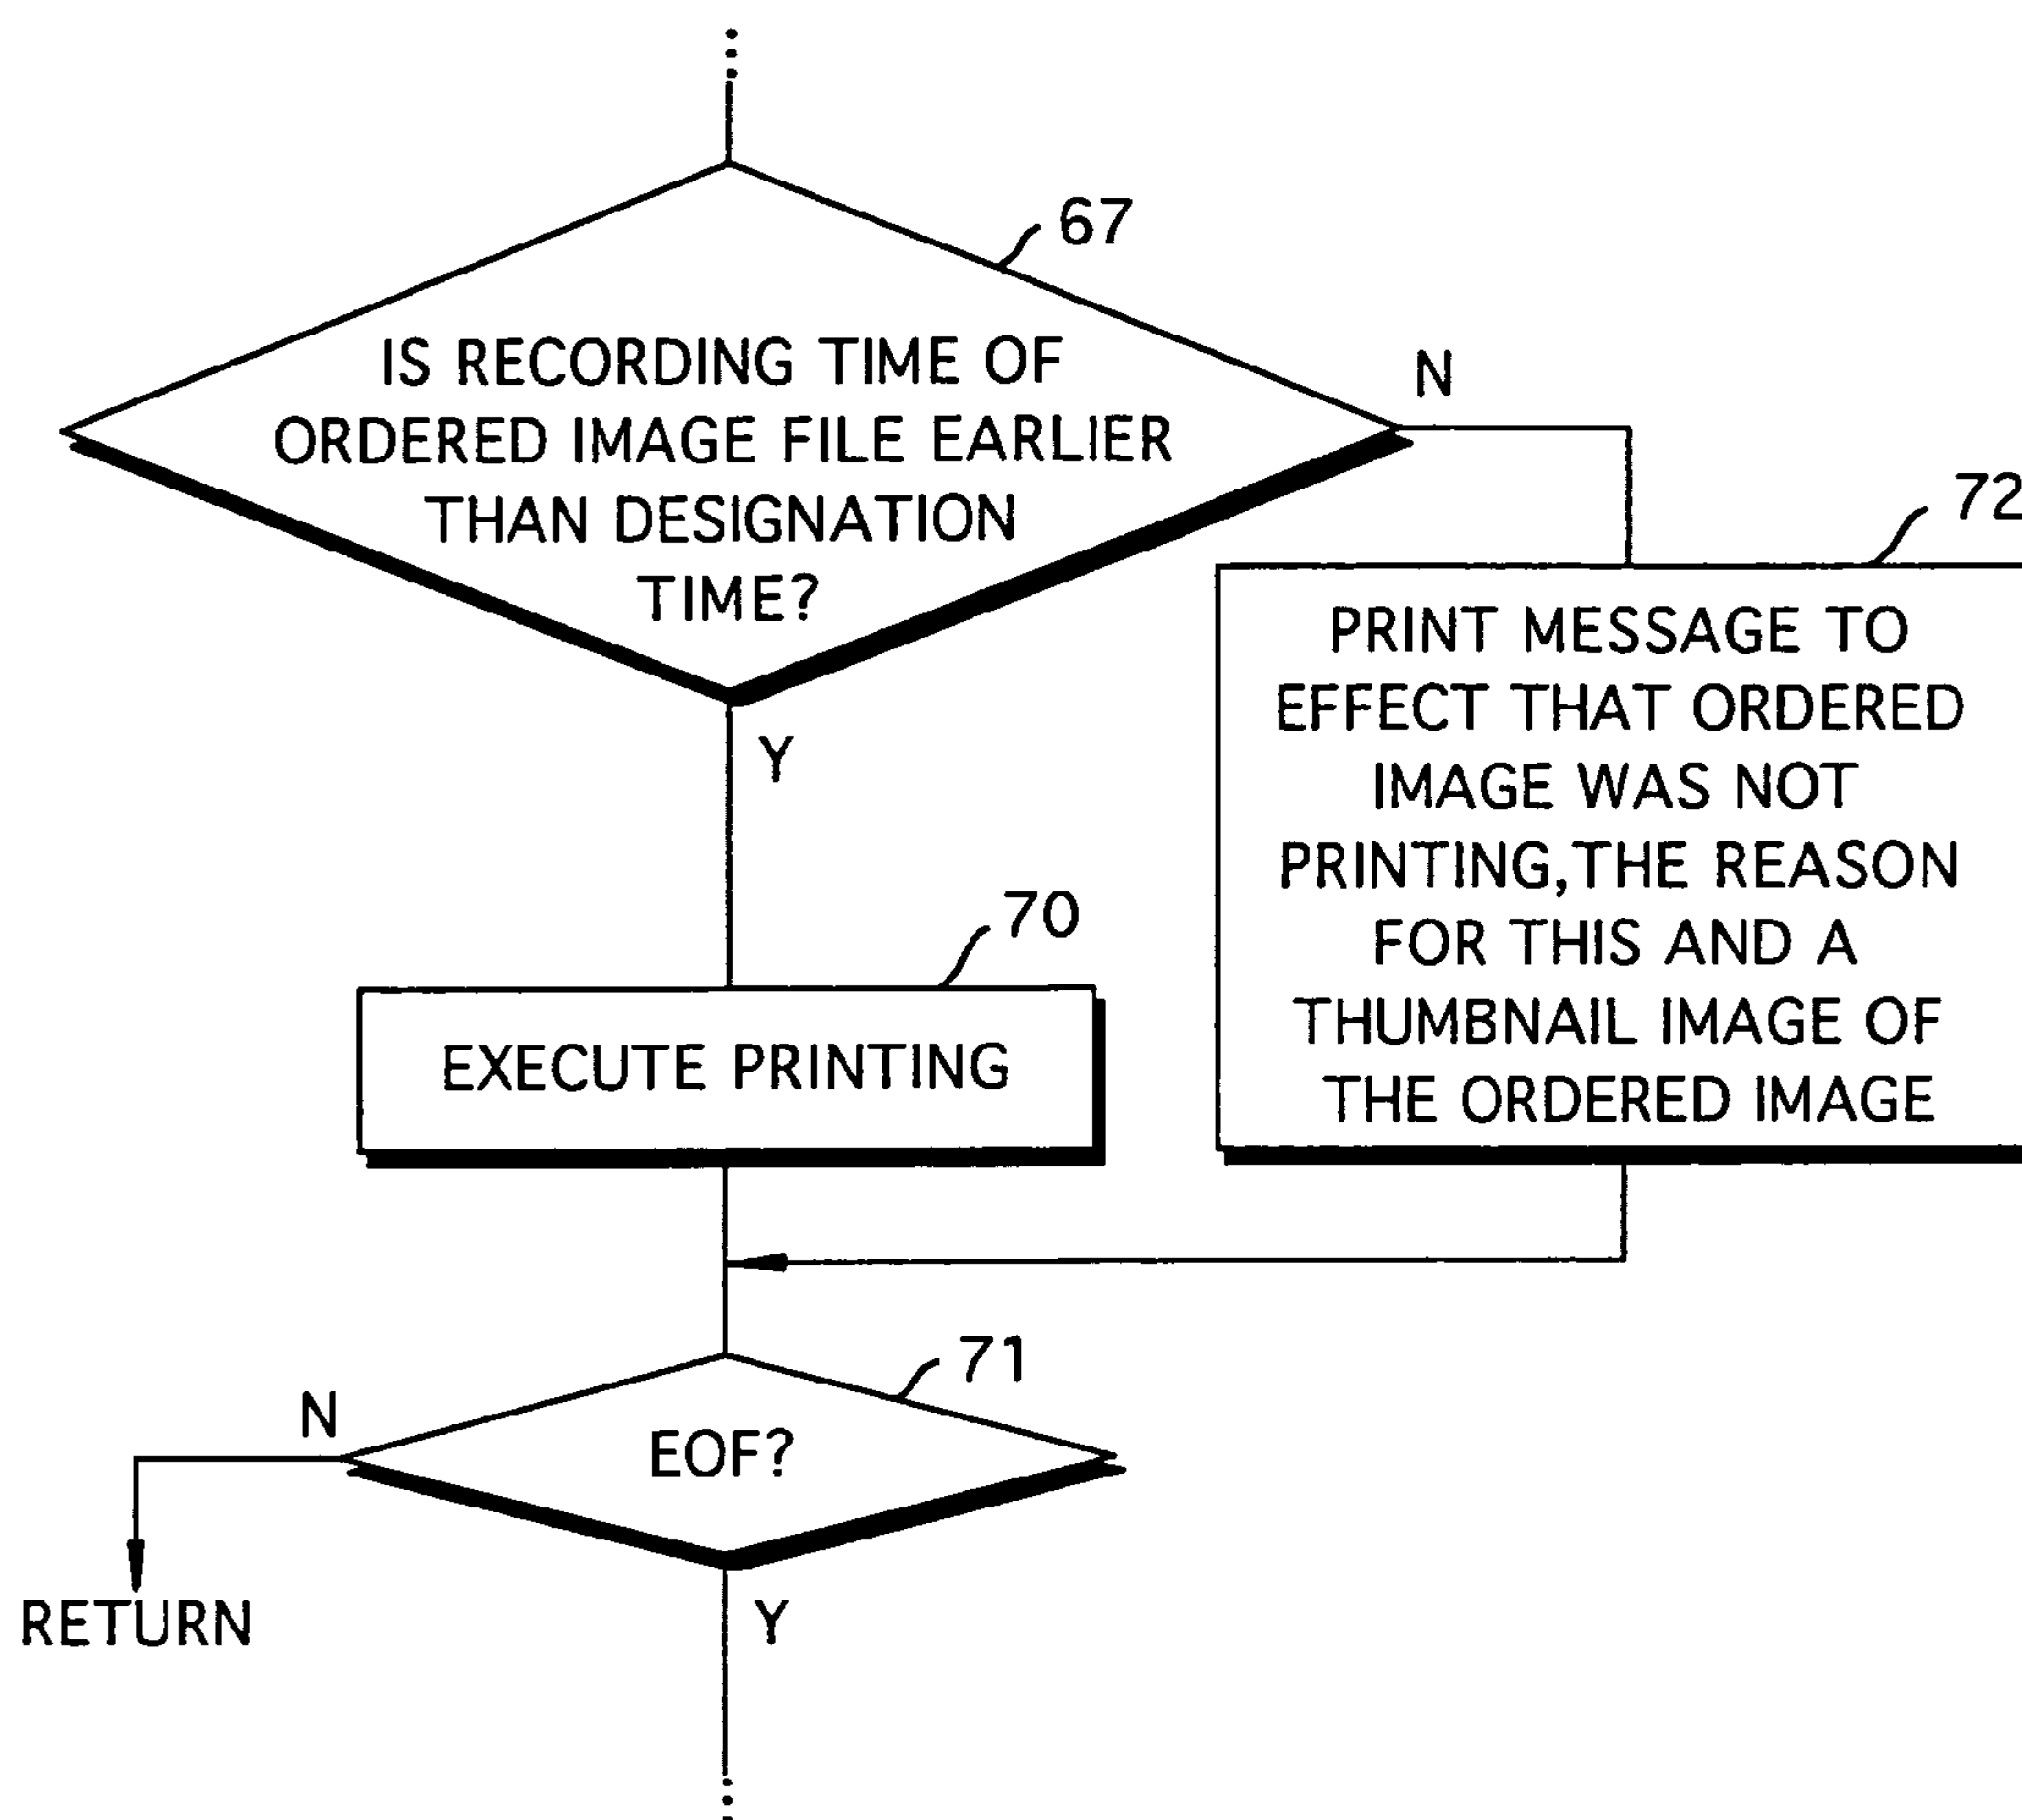 67
IS RECORDING TIME OF
ORDERED IMAGE FILE EARLIER
THAN DESIGNATION
TIME?
N
Y
72
PRINT MESSAGE TO
EFFECT THAT ORDERED
IMAGE WAS NOT
PRINTING,THE REASON
FOR THIS AND A
THUMBNAIL IMAGE OF
THE ORDERED IMAGE
70
EXECUTE PRINTING
71
EOF?
N
RETURN
Y